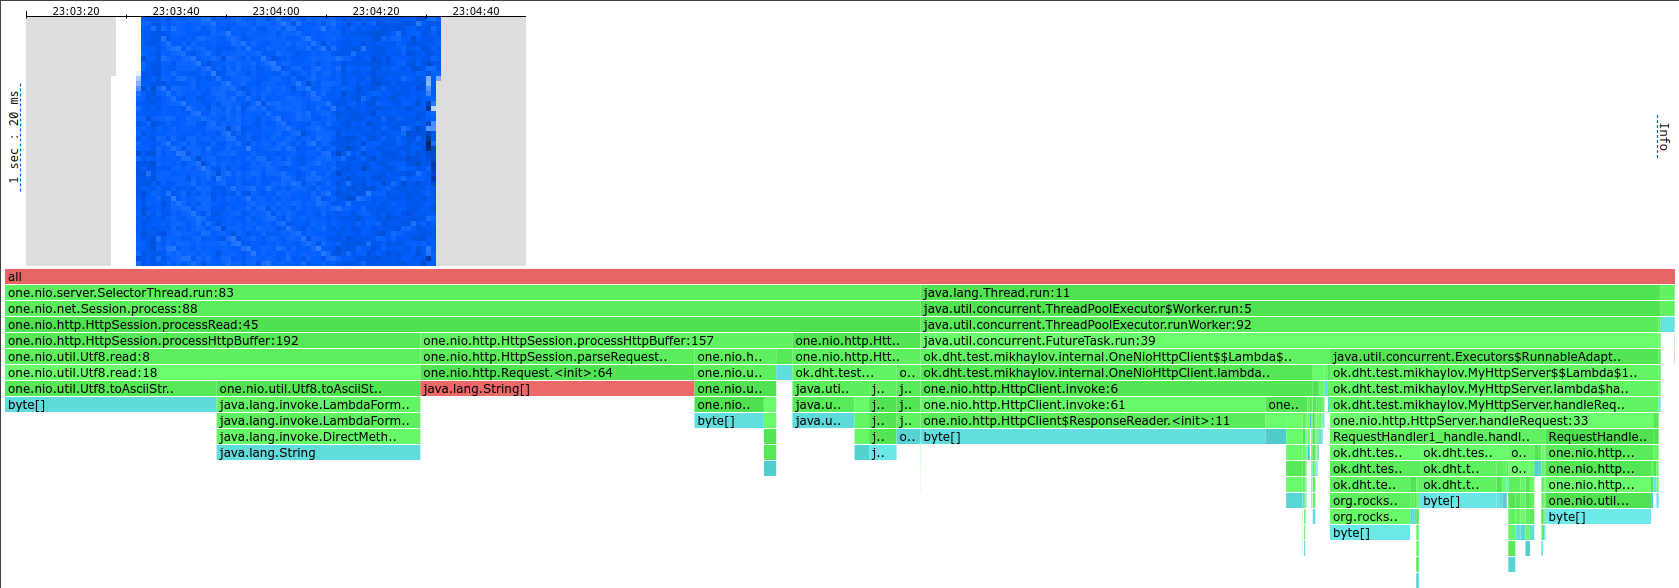 23:03:20 23:03:40 23:04:00 23:04:20 23:04:40
1 sec : 20 ms
Info
all
one.nio.server.SelectorThread.run:83 java.lang.Thread.run:11
one.nio.net.Session.process:88 java.util.concurrent.ThreadPoolExecutor$Worker.run:5
one.nio.http.HttpSession.processRead:45 java.util.concurrent.ThreadPoolExecutor.runWorker:92
one.nio.http.HttpSession.processHttpBuffer:192 one.nio.http.HttpSession.processHttpBuffer:157 one.nio.http.Htt.. java.util.concurrent.FutureTask.run:39
one.nio.util.Utf8.read:8 one.nio.http.HttpSession.parseRequest.. one.nio.h.. one.nio.http.Htt.. ok.dht.test.mikhaylov.internal.OneNioHttpClient$$Lambda$.. java.util.concurrent.Executors$RunnableAdapt..
one.nio.util.Utf8.read:18 one.nio.http.Request.<init>:64 one.nio.u.. ok.dht.test... o.. ok.dht.test.mikhaylov.internal.OneNioHttpClient.lambda.. ok.dht.test.mikhaylov.MyHttpServer$$Lambda$1..
one.nio.util.Utf8.toAsciiStr.. one.nio.util.Utf8.toAsciiSt.. java.lang.String[] one.nio.u.. java.uti.. j.. j.. one.nio.http.HttpClient.invoke:6 ok.dht.test.mikhaylov.MyHttpServer.lambda$ha..
byte[] java.lang.invoke.LambdaForm.. one.nio.. java.u.. j.. j.. one.nio.http.HttpClient.invoke:61 one.. ok.dht.test.mikhaylov.MyHttpServer.handleReq..
java.lang.invoke.LambdaForm.. byte[] java.u.. j.. j.. one.nio.http.HttpClient$ResponseReader.<init>:11 one.nio.http.HttpServer.handleRequest:33
java.lang.invoke.DirectMeth.. j.. o.. byte[] RequestHandler1_handle.handl.. RequestHandle..
java.lang.String j.. ok.dht.tes.. ok.dht.tes.. o.. one.nio.http...
ok.dht.tes.. ok.dht.t.. o.. one.nio.http...
ok.dht.te.. ok.dht.t.. one.nio.http...
org.rocks.. byte[] one.nio.util...
org.rocks.. byte[]
byte[]